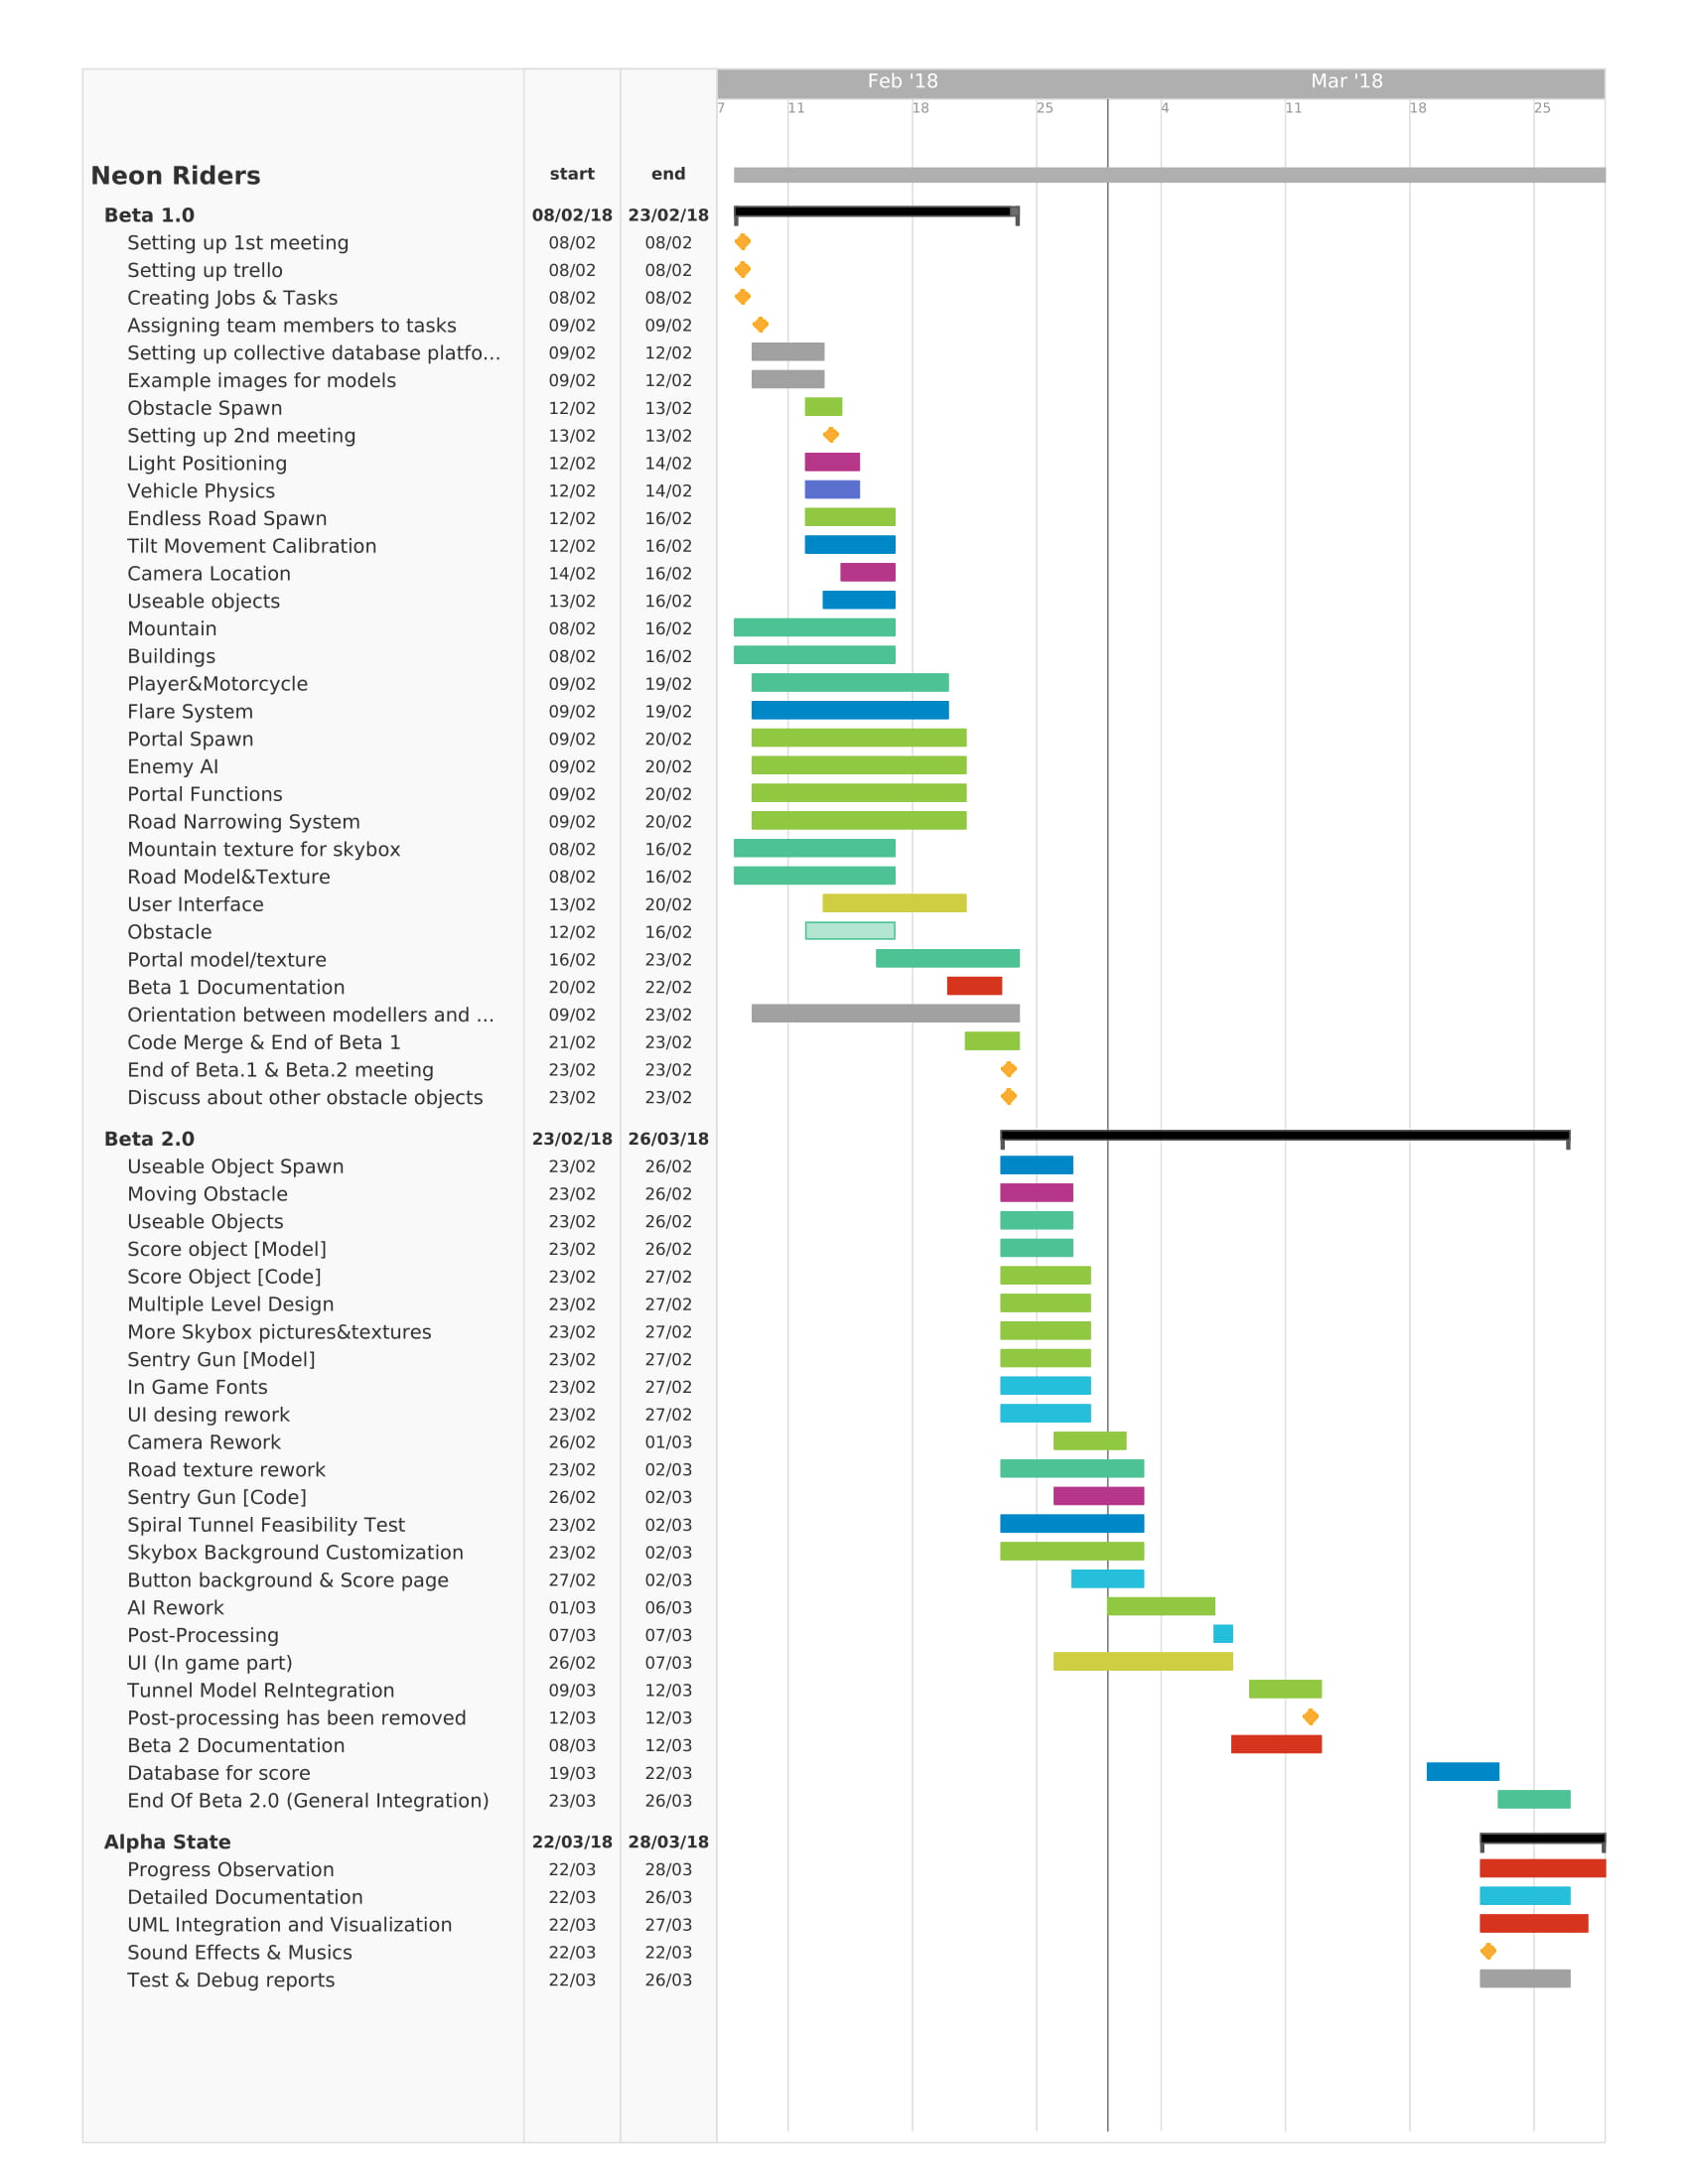 Feb '18 Mar '18
7 11 18 25 4 11 18 25
Neon Riders start end
Beta 1.0 08/02/18 23/02/18
Setting up 1st meeting 08/02 08/02
Setting up trello 08/02 08/02
Creating Jobs & Tasks 08/02 08/02
Assigning team members to tasks 09/02 09/02
Setting up collective database platfo... 09/02 12/02
Example images for models 09/02 12/02
Obstacle Spawn 12/02 13/02
Setting up 2nd meeting 13/02 13/02
Light Positioning 12/02 14/02
Vehicle Physics 12/02 14/02
Endless Road Spawn 12/02 16/02
Tilt Movement Calibration 12/02 16/02
Camera Location 14/02 16/02
Useable objects 13/02 16/02
Mountain 08/02 16/02
Buildings 08/02 16/02
Player&Motorcycle 09/02 19/02
Flare System 09/02 19/02
Portal Spawn 09/02 20/02
Enemy AI 09/02 20/02
Portal Functions 09/02 20/02
Road Narrowing System 09/02 20/02
Mountain texture for skybox 08/02 16/02
Road Model&Texture 08/02 16/02
User Interface 13/02 20/02
Obstacle 12/02 16/02
Portal model/texture 16/02 23/02
Beta 1 Documentation 20/02 22/02
Orientation between modellers and ... 09/02 23/02
Code Merge & End of Beta 1 21/02 23/02
End of Beta.1 & Beta.2 meeting 23/02 23/02
Discuss about other obstacle objects 23/02 23/02
Beta 2.0 23/02/18 26/03/18
Useable Object Spawn 23/02 26/02
Moving Obstacle 23/02 26/02
Useable Objects 23/02 26/02
Score object [Model] 23/02 26/02
Score Object [Code] 23/02 27/02
Multiple Level Design 23/02 27/02
More Skybox pictures&textures 23/02 27/02
Sentry Gun [Model] 23/02 27/02
In Game Fonts 23/02 27/02
UI desing rework 23/02 27/02
Camera Rework 26/02 01/03
Road texture rework 23/02 02/03
Sentry Gun [Code] 26/02 02/03
Spiral Tunnel Feasibility Test 23/02 02/03
Skybox Background Customization 23/02 02/03
Button background & Score page 27/02 02/03
AI Rework 01/03 06/03
Post-Processing 07/03 07/03
UI (In game part) 26/02 07/03
Tunnel Model ReIntegration 09/03 12/03
Post-processing has been removed 12/03 12/03
Beta 2 Documentation 08/03 12/03
Database for score 19/03 22/03
End Of Beta 2.0 (General Integration) 23/03 26/03
Alpha State 22/03/18 28/03/18
Progress Observation 22/03 28/03
Detailed Documentation 22/03 26/03
UML Integration and Visualization 22/03 27/03
Sound Effects & Musics 22/03 22/03
Test & Debug reports 22/03 26/03